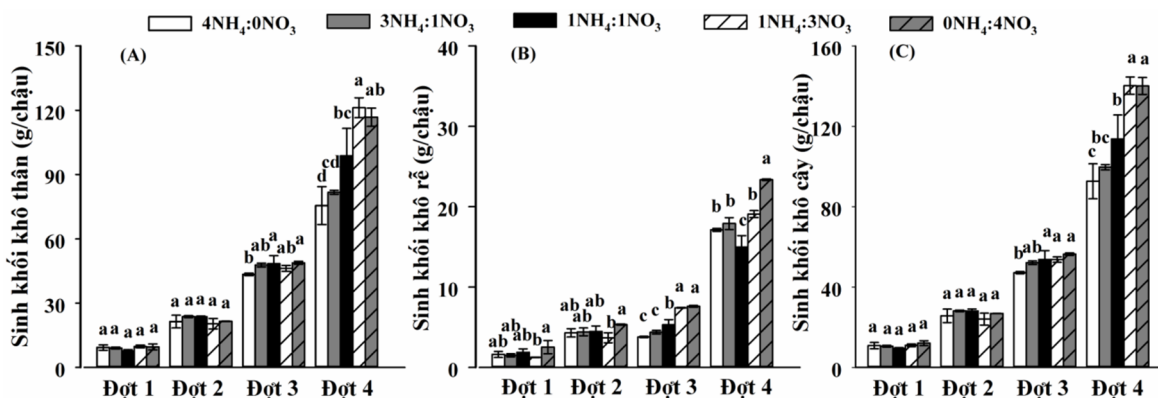 4NH₄:0NO₃ 3NH₄:1NO₃ 1NH₄:1NO₃ 1NH₄:3NO₃ 0NH₄:4NO₃
(A)
Sinh khối khô thân (g/chậu)
150
120
90
60
30
0
a a a a a
a a a a a
b ab a ab a
d cd bc a ab
Đợt 1 Đợt 2 Đợt 3 Đợt 4
(B)
Sinh khối khô rễ (g/chậu)
40
30
20
10
0
ab ab ab b a
ab ab ab b a
c c b a a
b b c b a
Đợt 1 Đợt 2 Đợt 3 Đợt 4
(C)
Sinh khối khô cây (g/chậu)
160
120
80
40
0
a a a a a
a a a a a
b ab a a a
c bc b a a
Đợt 1 Đợt 2 Đợt 3 Đợt 4